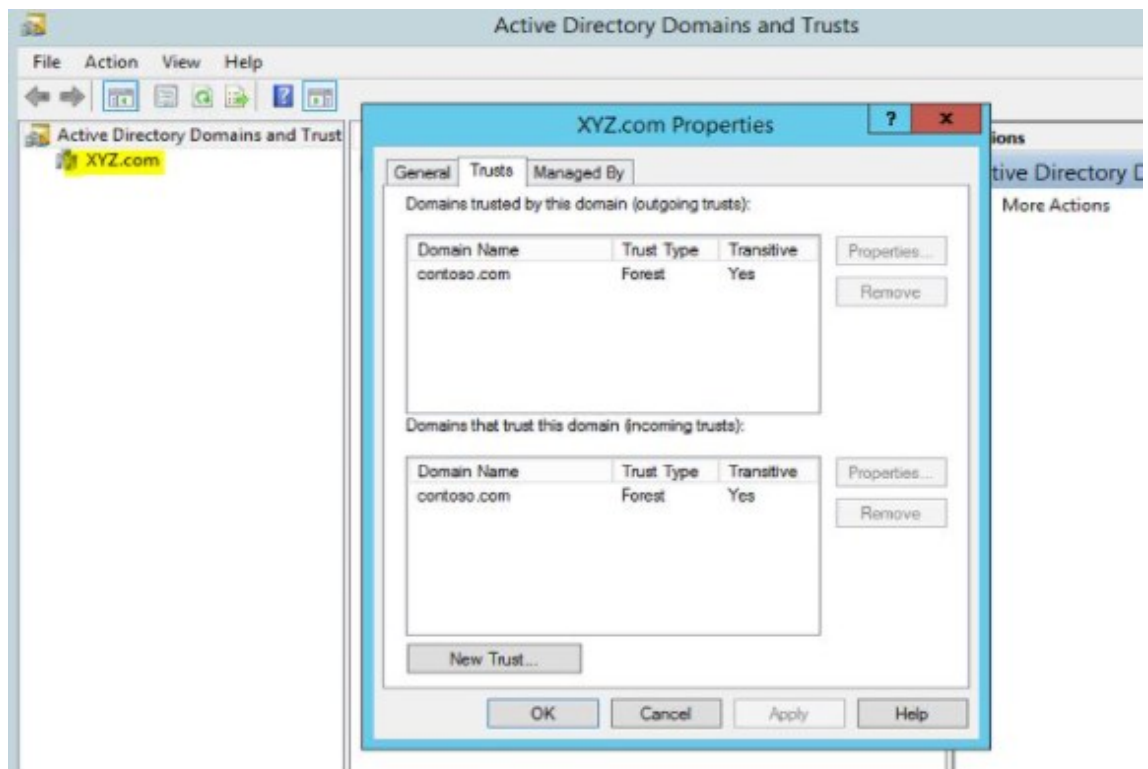 Active Directory Domains and Trusts
File Action View Help
Active Directory Domains and Trust
XYZ.com
XYZ.com Properties
? x
General Trusts Managed By
Domains trusted by this domain (outgoing trusts):
Domain Name Trust Type Transitive
contoso.com Forest Yes
Properties...
Remove
Domains that trust this domain (incoming trusts):
Domain Name Trust Type Transitive
contoso.com Forest Yes
Properties...
Remove
New Trust...
OK Cancel Apply Help
ions
tive Directory D
More Actions